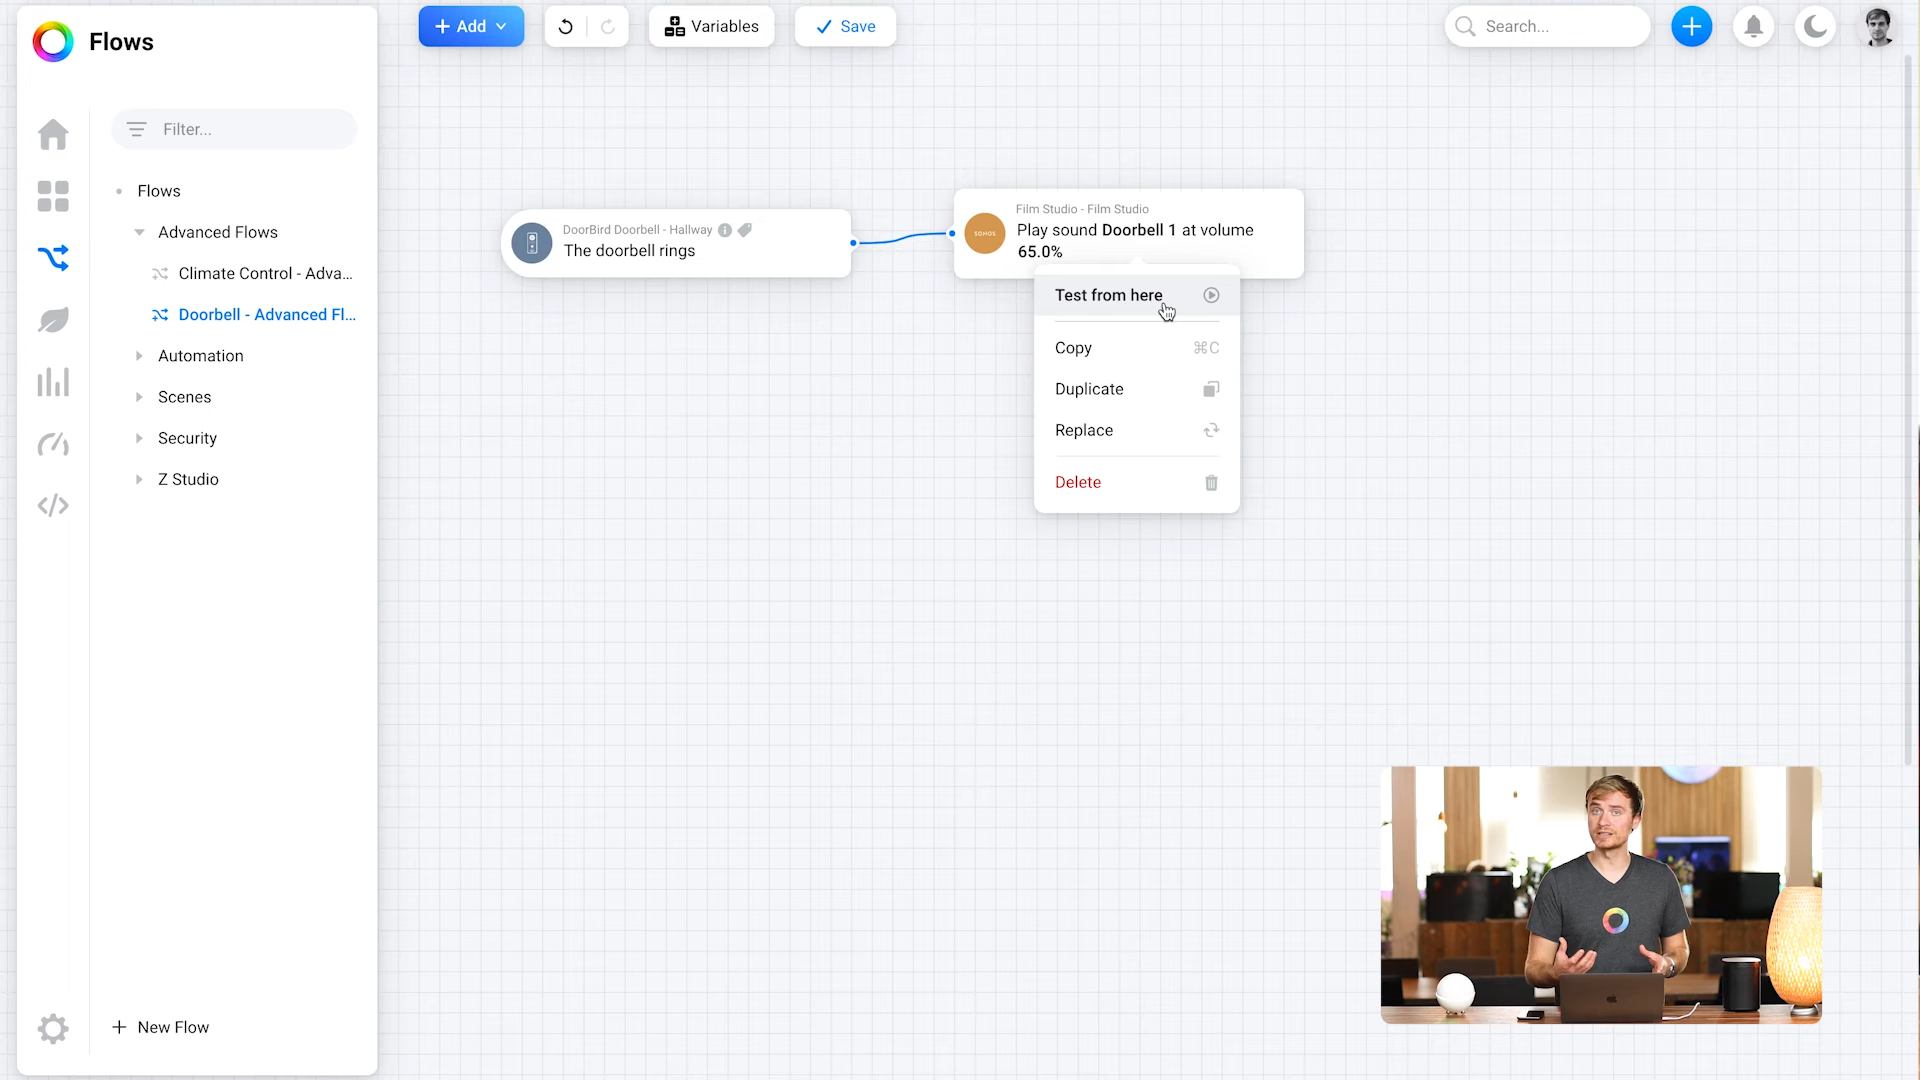 Flows
Filter...
Flows
Advanced Flows
Climate Control - Adva...
Doorbell - Advanced Fl...
Automation
Scenes
Security
Z Studio
New Flow
Add
Variables
Save
Search...
DoorBird Doorbell - Hallway
The doorbell rings
SONOS
Film Studio - Film Studio
Play sound Doorbell 1 at volume
65.0%
Test from here
Copy ⌘C
Duplicate
Replace
Delete